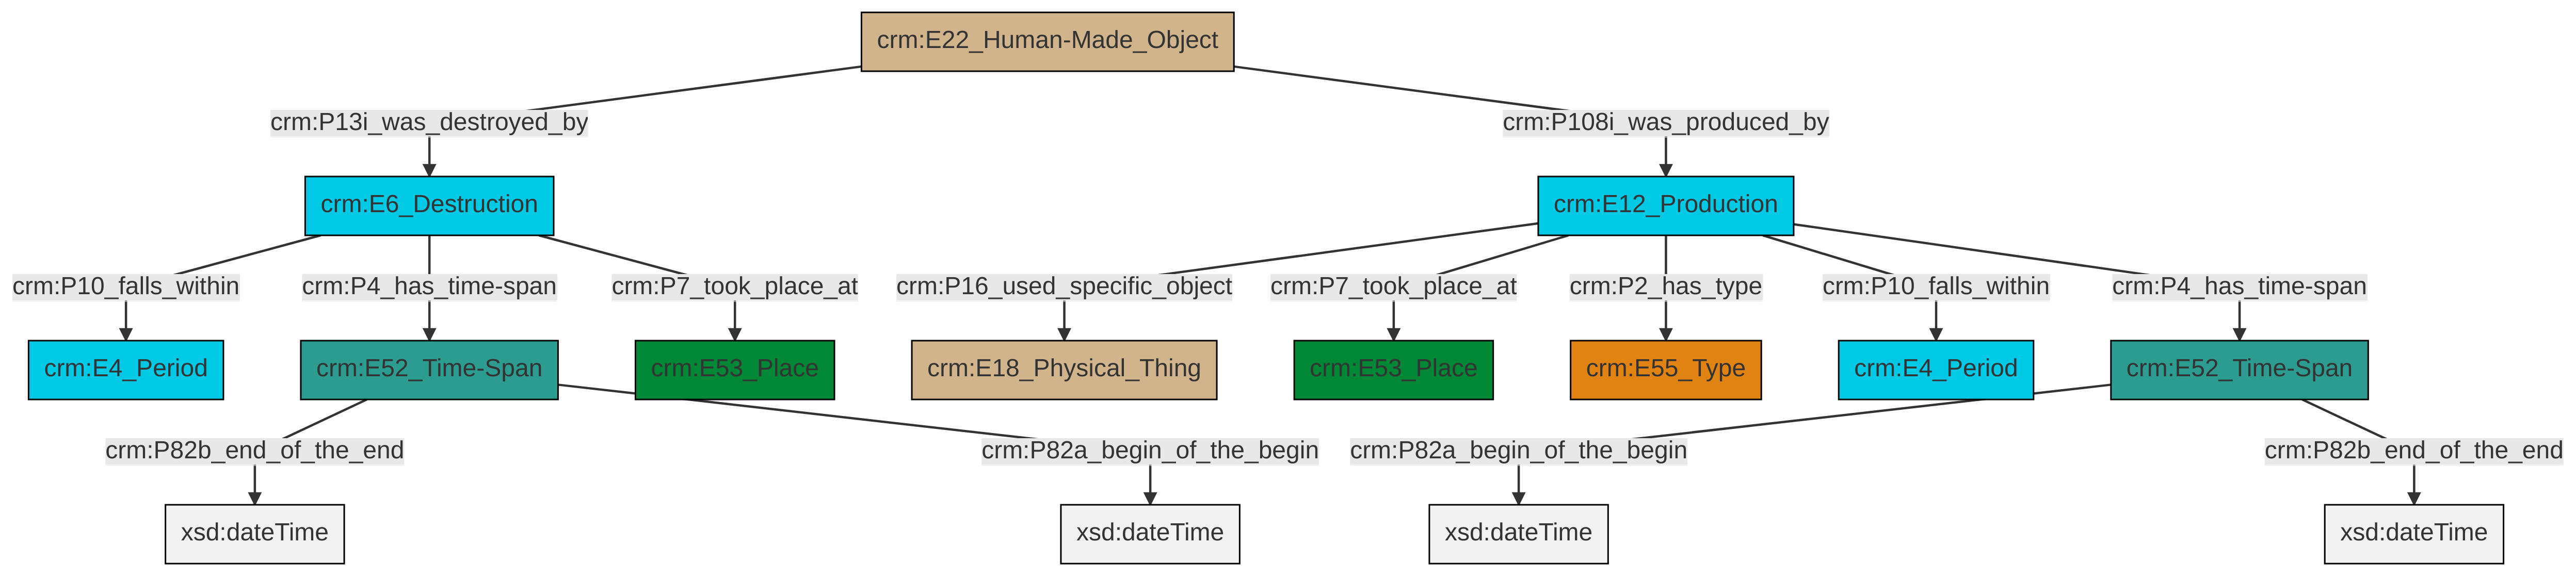 crm:E22_Human-Made_Object
crm:P13i_was_destroyed_by
crm:P108i_was_produced_by
crm:E6_Destruction
crm:E12_Production
crm:P10_falls_within
crm:P4_has_time-span
crm:P7_took_place_at
crm:P16_used_specific_object
crm:P7_took_place_at
crm:P2_has_type
crm:P10_falls_within
crm:P4_has_time-span
crm:E4_Period
crm:E52_Time-Span
crm:E53_Place
crm:E18_Physical_Thing
crm:E53_Place
crm:E55_Type
crm:E4_Period
crm:E52_Time-Span
crm:P82b_end_of_the_end
crm:P82a_begin_of_the_begin
crm:P82a_begin_of_the_begin
crm:P82b_end_of_the_end
xsd:dateTime
xsd:dateTime
xsd:dateTime
xsd:dateTime